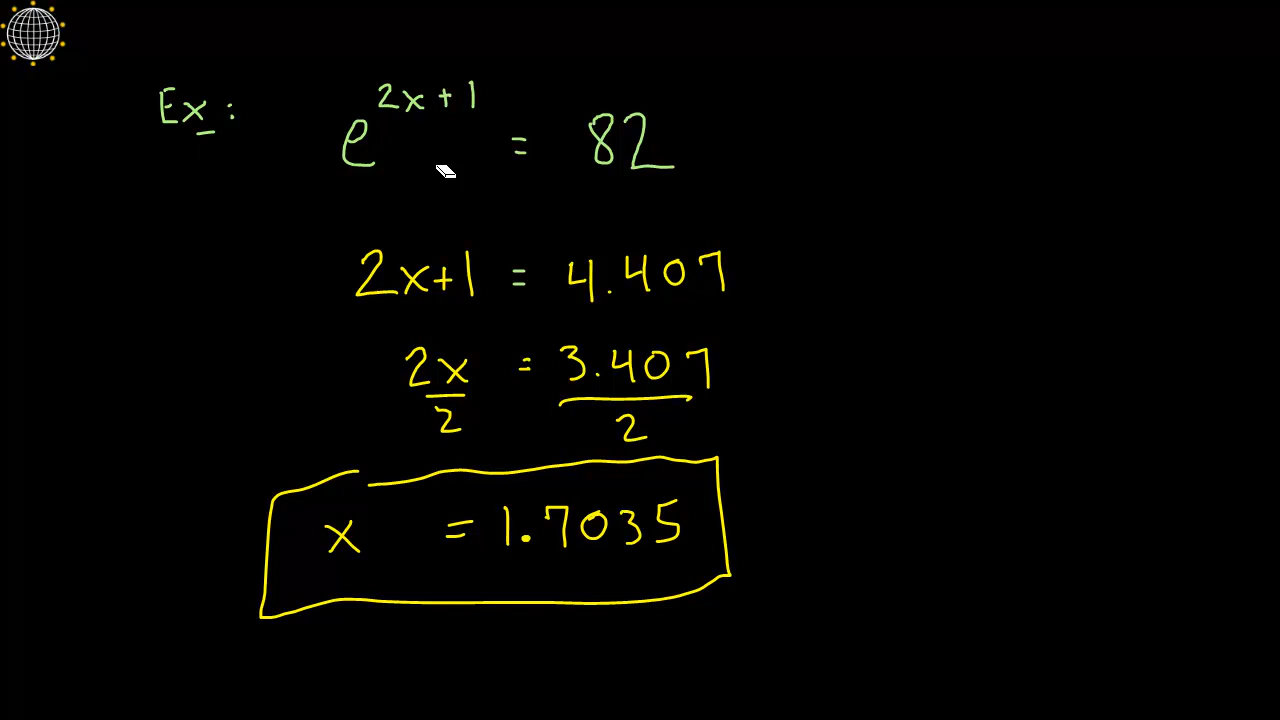 Ex: e^{2x+1} = 82
2x+1 = 4.407
2x/2 = 3.407/2
x = 1.7035